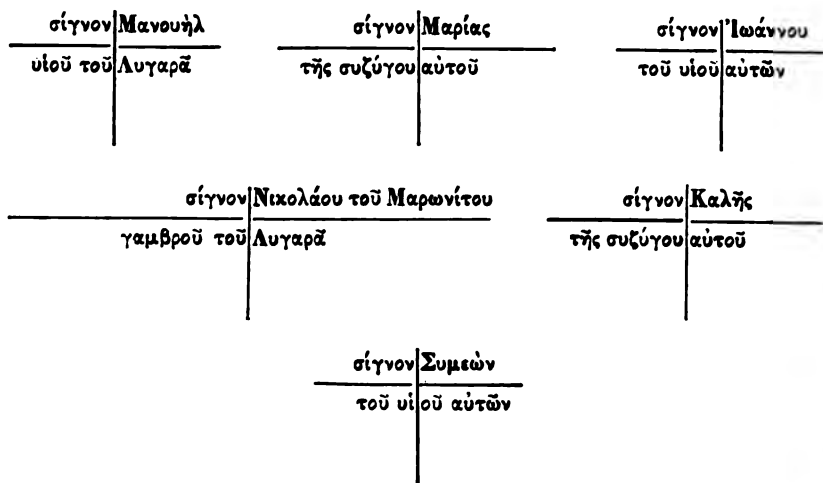 σίγνον Μανουὴλ σίγνον Μαρίας σίγνον Ἰωάννου
υἱοῦ τοῦ Λυγαρᾶ τῆς συζύγου αὐτοῦ τοῦ υἱοῦ αὐτῶν
σίγνον Νικολάου τοῦ Μαρωνίτου σίγνον Καλῆς
γαμβροῦ τοῦ Λυγαρᾶ τῆς συζύγου αὐτοῦ
σίγνον Συμεὼν
τοῦ υἱοῦ αὐτῶν